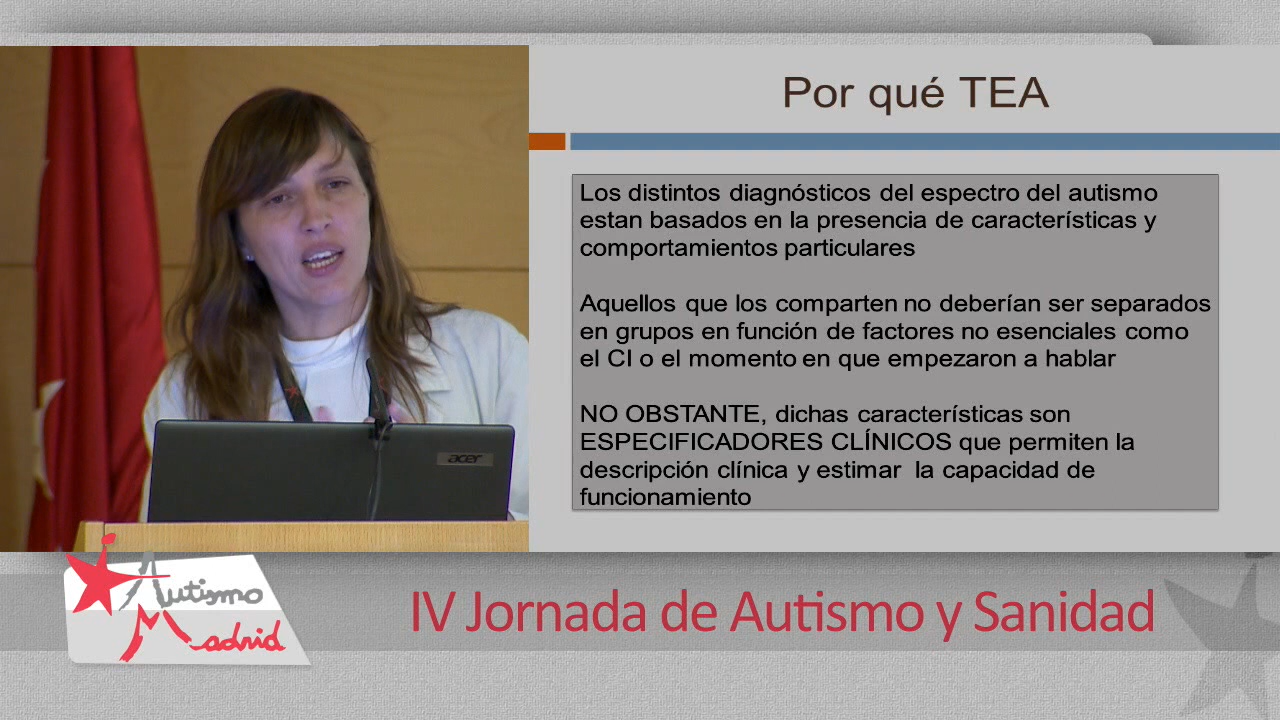 Por qué TEA
Los distintos diagnósticos del espectro del autismo
estan basados en la presencia de características y
comportamientos particulares
Aquellos que los comparten no deberían ser separados
en grupos en función de factores no esenciales como
el CI o el momento en que empezaron a hablar
NO OBSTANTE, dichas características son
ESPECIFICADORES CLÍNICOS que permiten la
descripción clínica y estimar la capacidad de
funcionamiento
acer
Autismo
Madrid
IV Jornada de Autismo y Sanidad